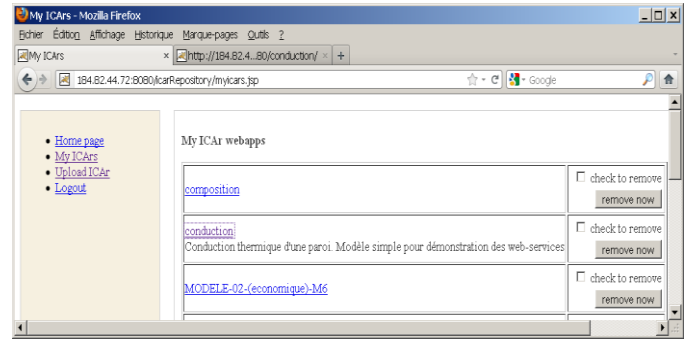 My ICArs - Mozilla Firefox
Fichier Édition Affichage Historique Marque-pages Outils ?
My ICArs × http://184.82.4...80/conduction/ × +
184.82.44.72:8080/icarRepository/myicars.jsp Google
Home page
My ICArs
Upload ICAr
Logout
My ICAr webapps
composition
check to remove
remove now
conduction
Conduction thermique d'une paroi. Modèle simple pour démonstration des web-services
check to remove
remove now
MODELE-02-(economique)-M6
check to remove
remove now